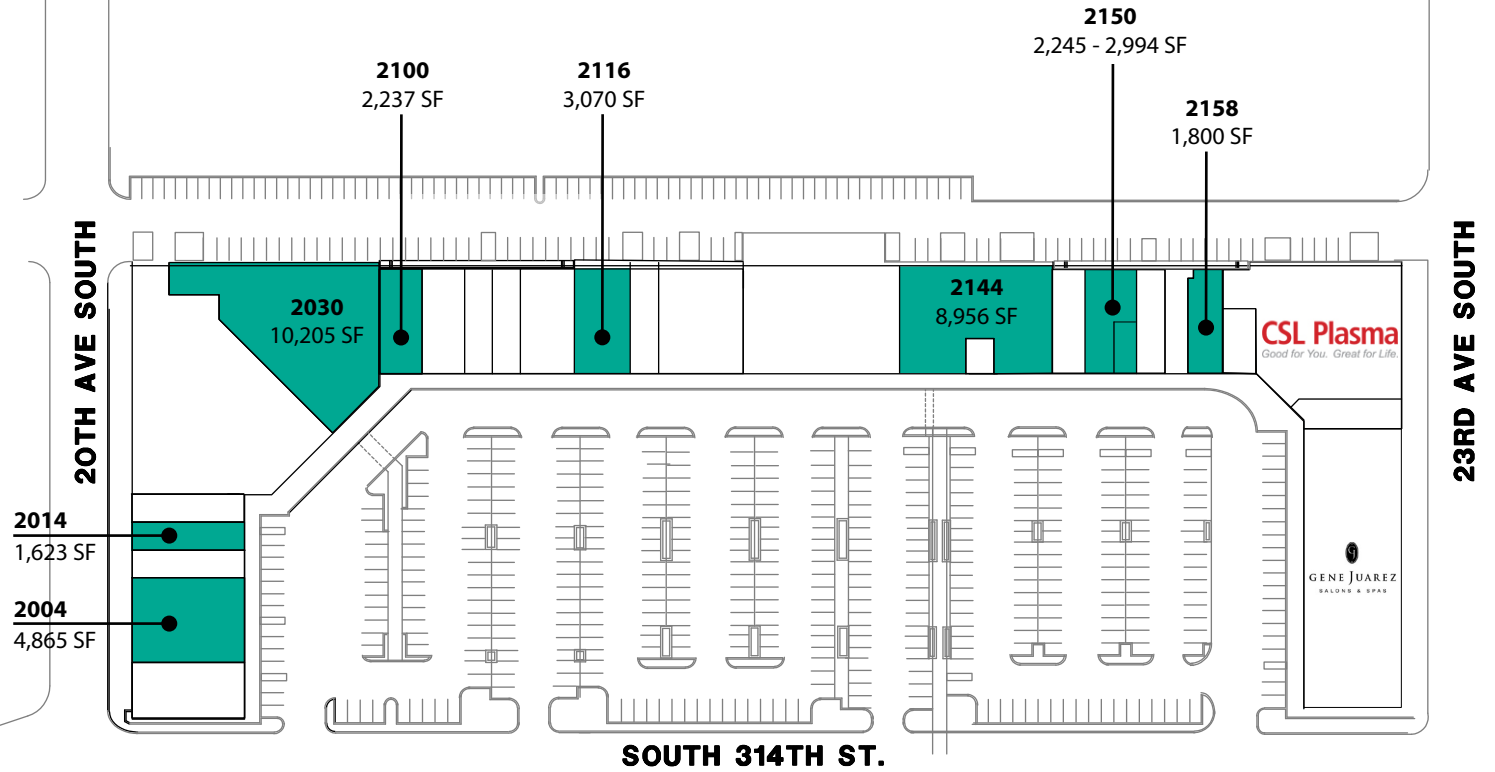 2150
2,245 - 2,994 SF
2100
2,237 SF
2116
3,070 SF
2158
1,800 SF
20TH AVE SOUTH
23RD AVE SOUTH
2030
10,205 SF
2144
8,956 SF
CSL Plasma
Good for You. Great for Life.
2014
1,623 SF
2004
4,865 SF
G
GENE JUAREZ
SALONS & SPAS
SOUTH 314TH ST.